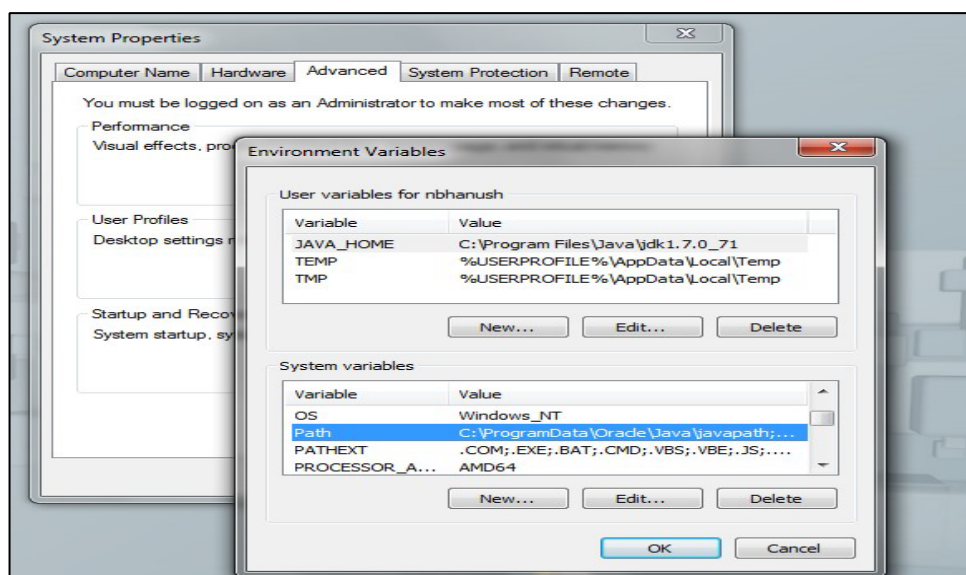 System Properties
Computer Name Hardware Advanced System Protection Remote
You must be logged on as an Administrator to make most of these changes.
Performance
Visual effects,
Environment Variables
User variables for nbhanush
Variable Value
JAVA_HOME C:\Program Files\Java\jdk1.7.0_71
TEMP %USERPROFILE%\AppData\Local\Temp
TMP %USERPROFILE%\AppData\Local\Temp
New... Edit... Delete
User Profiles
Desktop settings
Startup and
System startup,
System variables
Variable Value
OS Windows_NT
Path C:\ProgramData\Oracle\Java\javapath;...
PATHEXT .COM;.EXE;.BAT;.CMD;.VBS;.VBE;.JS;....
PROCESSOR_A... AMD64
New... Edit... Delete
OK Cancel